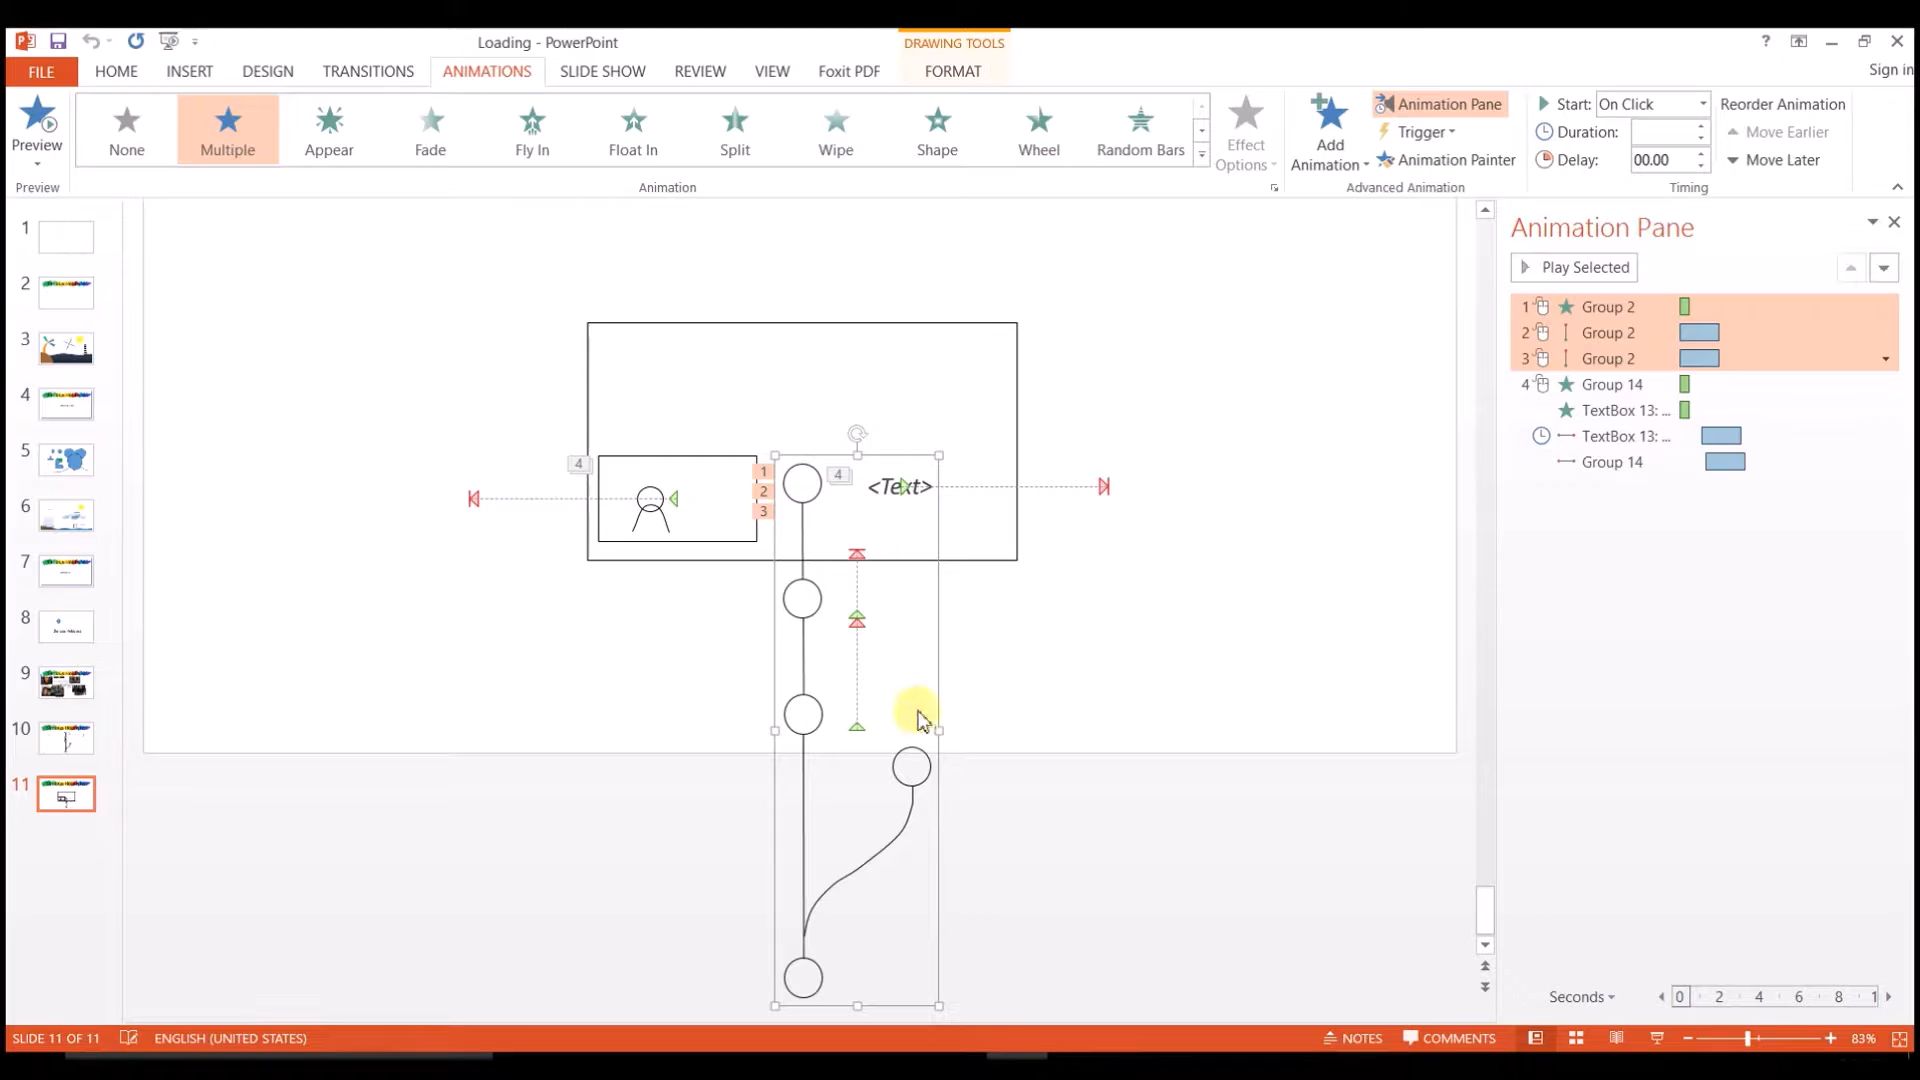 Loading - PowerPoint
DRAWING TOOLS
?
FILE
HOME
INSERT
DESIGN
TRANSITIONS
ANIMATIONS
SLIDE SHOW
REVIEW
VIEW
Foxit PDF
FORMAT
Sign in
Preview
None
Multiple
Appear
Fade
Fly In
Float In
Split
Wipe
Shape
Wheel
Random Bars
Effect
Options
Add
Animation
Animation Pane
Trigger
Animation Painter
Start: On Click
Duration:
Delay: 00.00
Reorder Animation
Move Earlier
Move Later
Preview
Animation
Advanced Animation
Timing
1
2
3
4
5
6
7
8
9
10
11
4
1
2
3
4
<Text>
Animation Pane
Play Selected
1 Group 2
2 Group 2
3 Group 2
4 Group 14
TextBox 13: ...
TextBox 13: ...
Group 14
Seconds
0 2 4 6 8 1
SLIDE 11 OF 11
ENGLISH (UNITED STATES)
NOTES
COMMENTS
83%